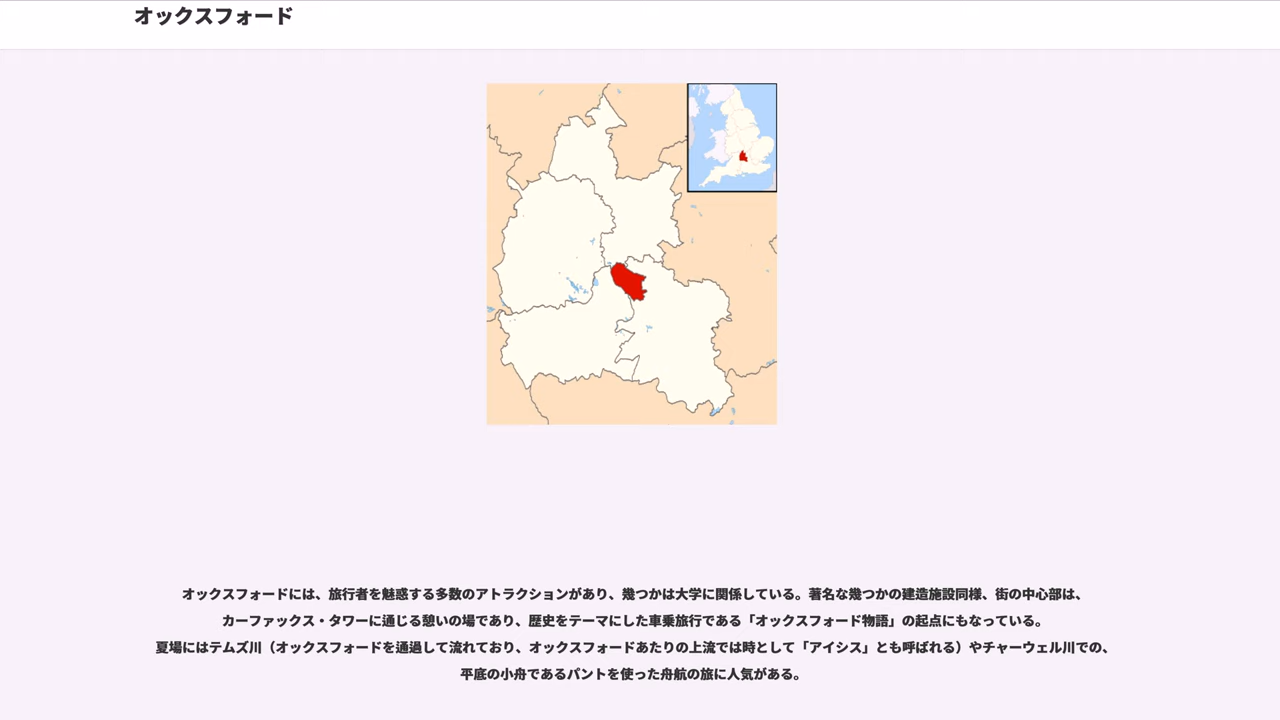 オックスフォード
オックスフォードには、旅行者を魅惑する多数のアトラクションがあり、幾つかは大学に関係している。著名な幾つかの建造施設同様、街の中心部は、
カーファックス・タワーに通じる憩いの場であり、歴史をテーマにした車乗旅行である「オックスフォード物語」の起点にもなっている。
夏場にはテムズ川（オックスフォードを通過して流れており、オックスフォードあたりの上流では時として「アイシス」とも呼ばれる）やチャーウェル川での、
平底の小舟であるパントを使った舟航の旅に人気がある。